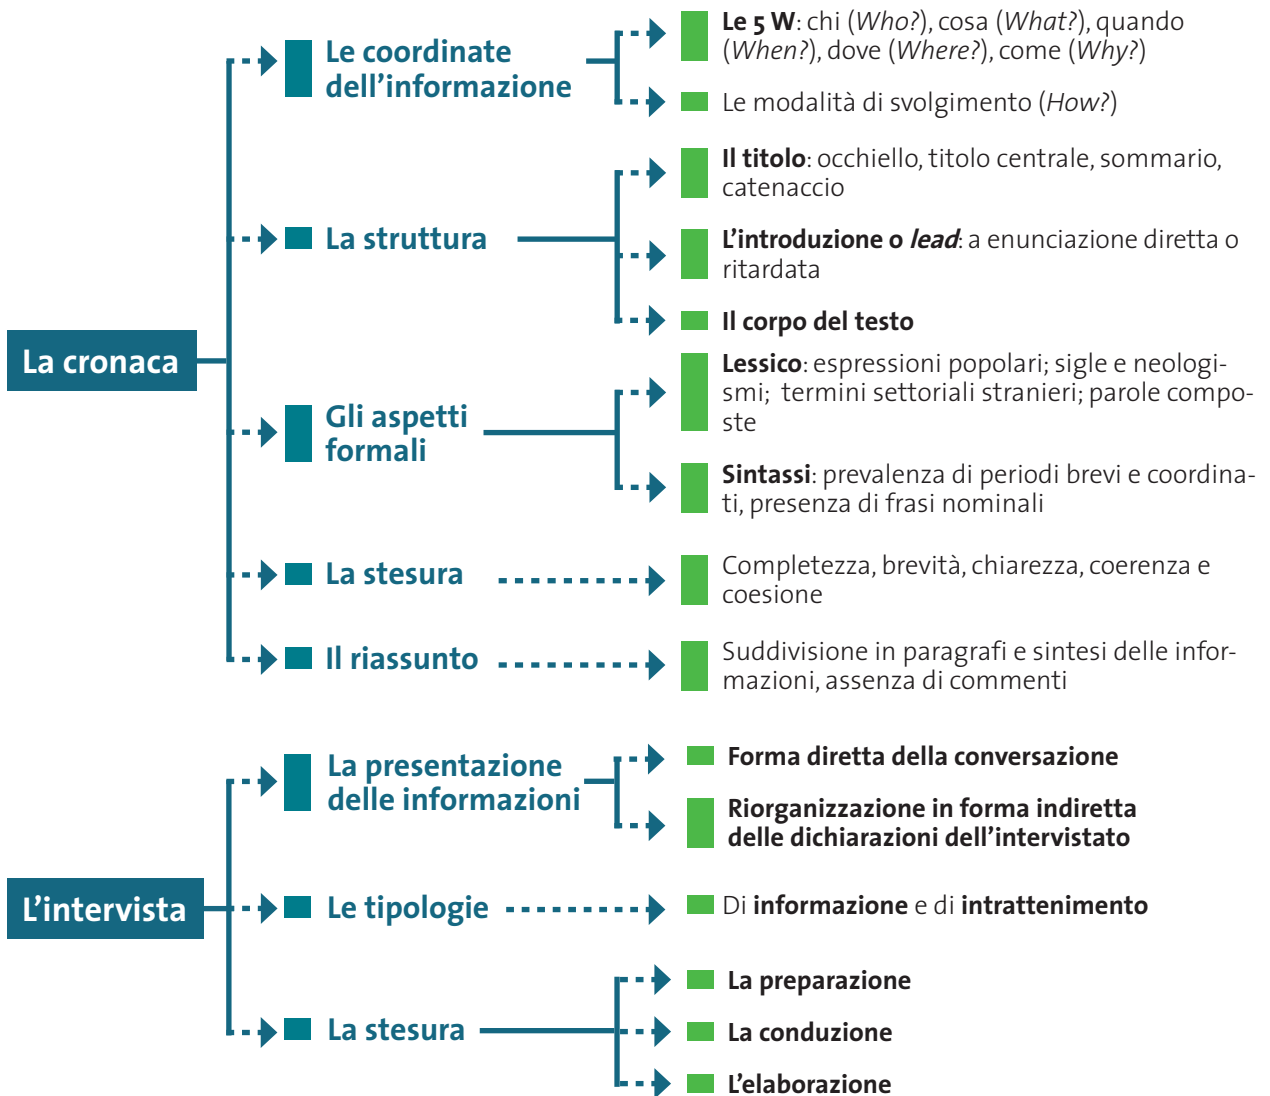 Le coordinate
dell'informazione
Le 5 W: chi (Who?), cosa (What?), quando
(When?), dove (Where?), come (Why?)
Le modalità di svolgimento (How?)
La struttura
Il titolo: occhiello, titolo centrale, sommario,
catenaccio
L'introduzione o lead: a enunciazione diretta o
ritardata
Il corpo del testo
La cronaca
Gli aspetti
formali
Lessico: espressioni popolari; sigle e neologi-
smi; termini settoriali stranieri; parole compo-
ste
Sintassi: prevalenza di periodi brevi e coordina-
ti, presenza di frasi nominali
La stesura
Completezza, brevità, chiarezza, coerenza e
coesione
Il riassunto
Suddivisione in paragrafi e sintesi delle infor-
mazioni, assenza di commenti
La presentazione
delle informazioni
Forma diretta della conversazione
Riorganizzazione in forma indiretta
delle dichiarazioni dell'intervistato
L'intervista
Le tipologie
Di informazione e di intrattenimento
La stesura
La preparazione
La conduzione
L'elaborazione